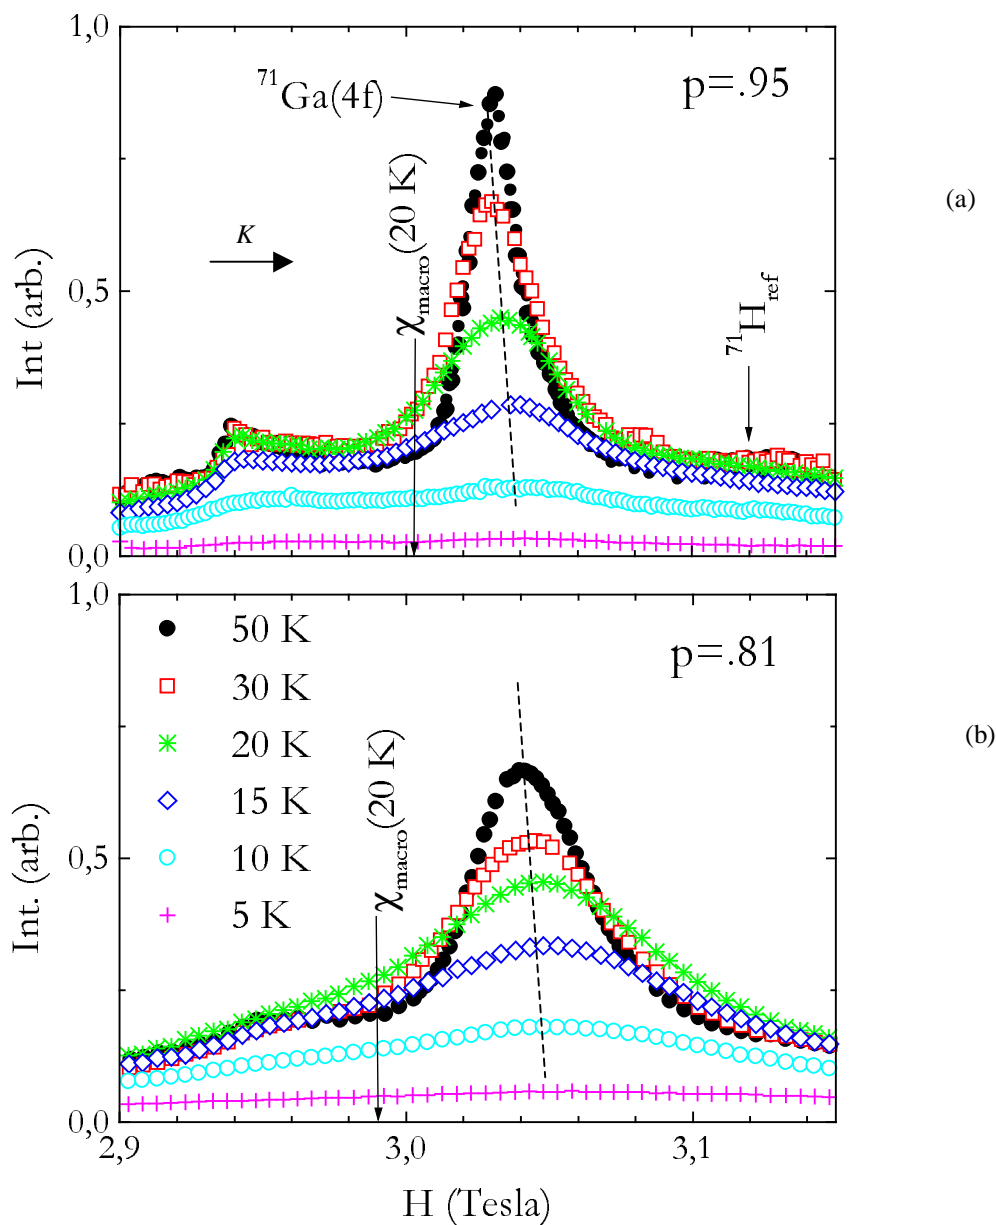 1,0
⁷¹Ga(4f)
p=.95
(a)
K
χmacro(20 K)
⁷¹Href
0,5
Int (arb.)
0,0
1,0
50 K
p=.81
30 K
20 K
(b)
χmacro(20 K)
15 K
0,5
10 K
Int. (arb.)
5 K
0,0
2,9 3,0 3,1
H (Tesla)